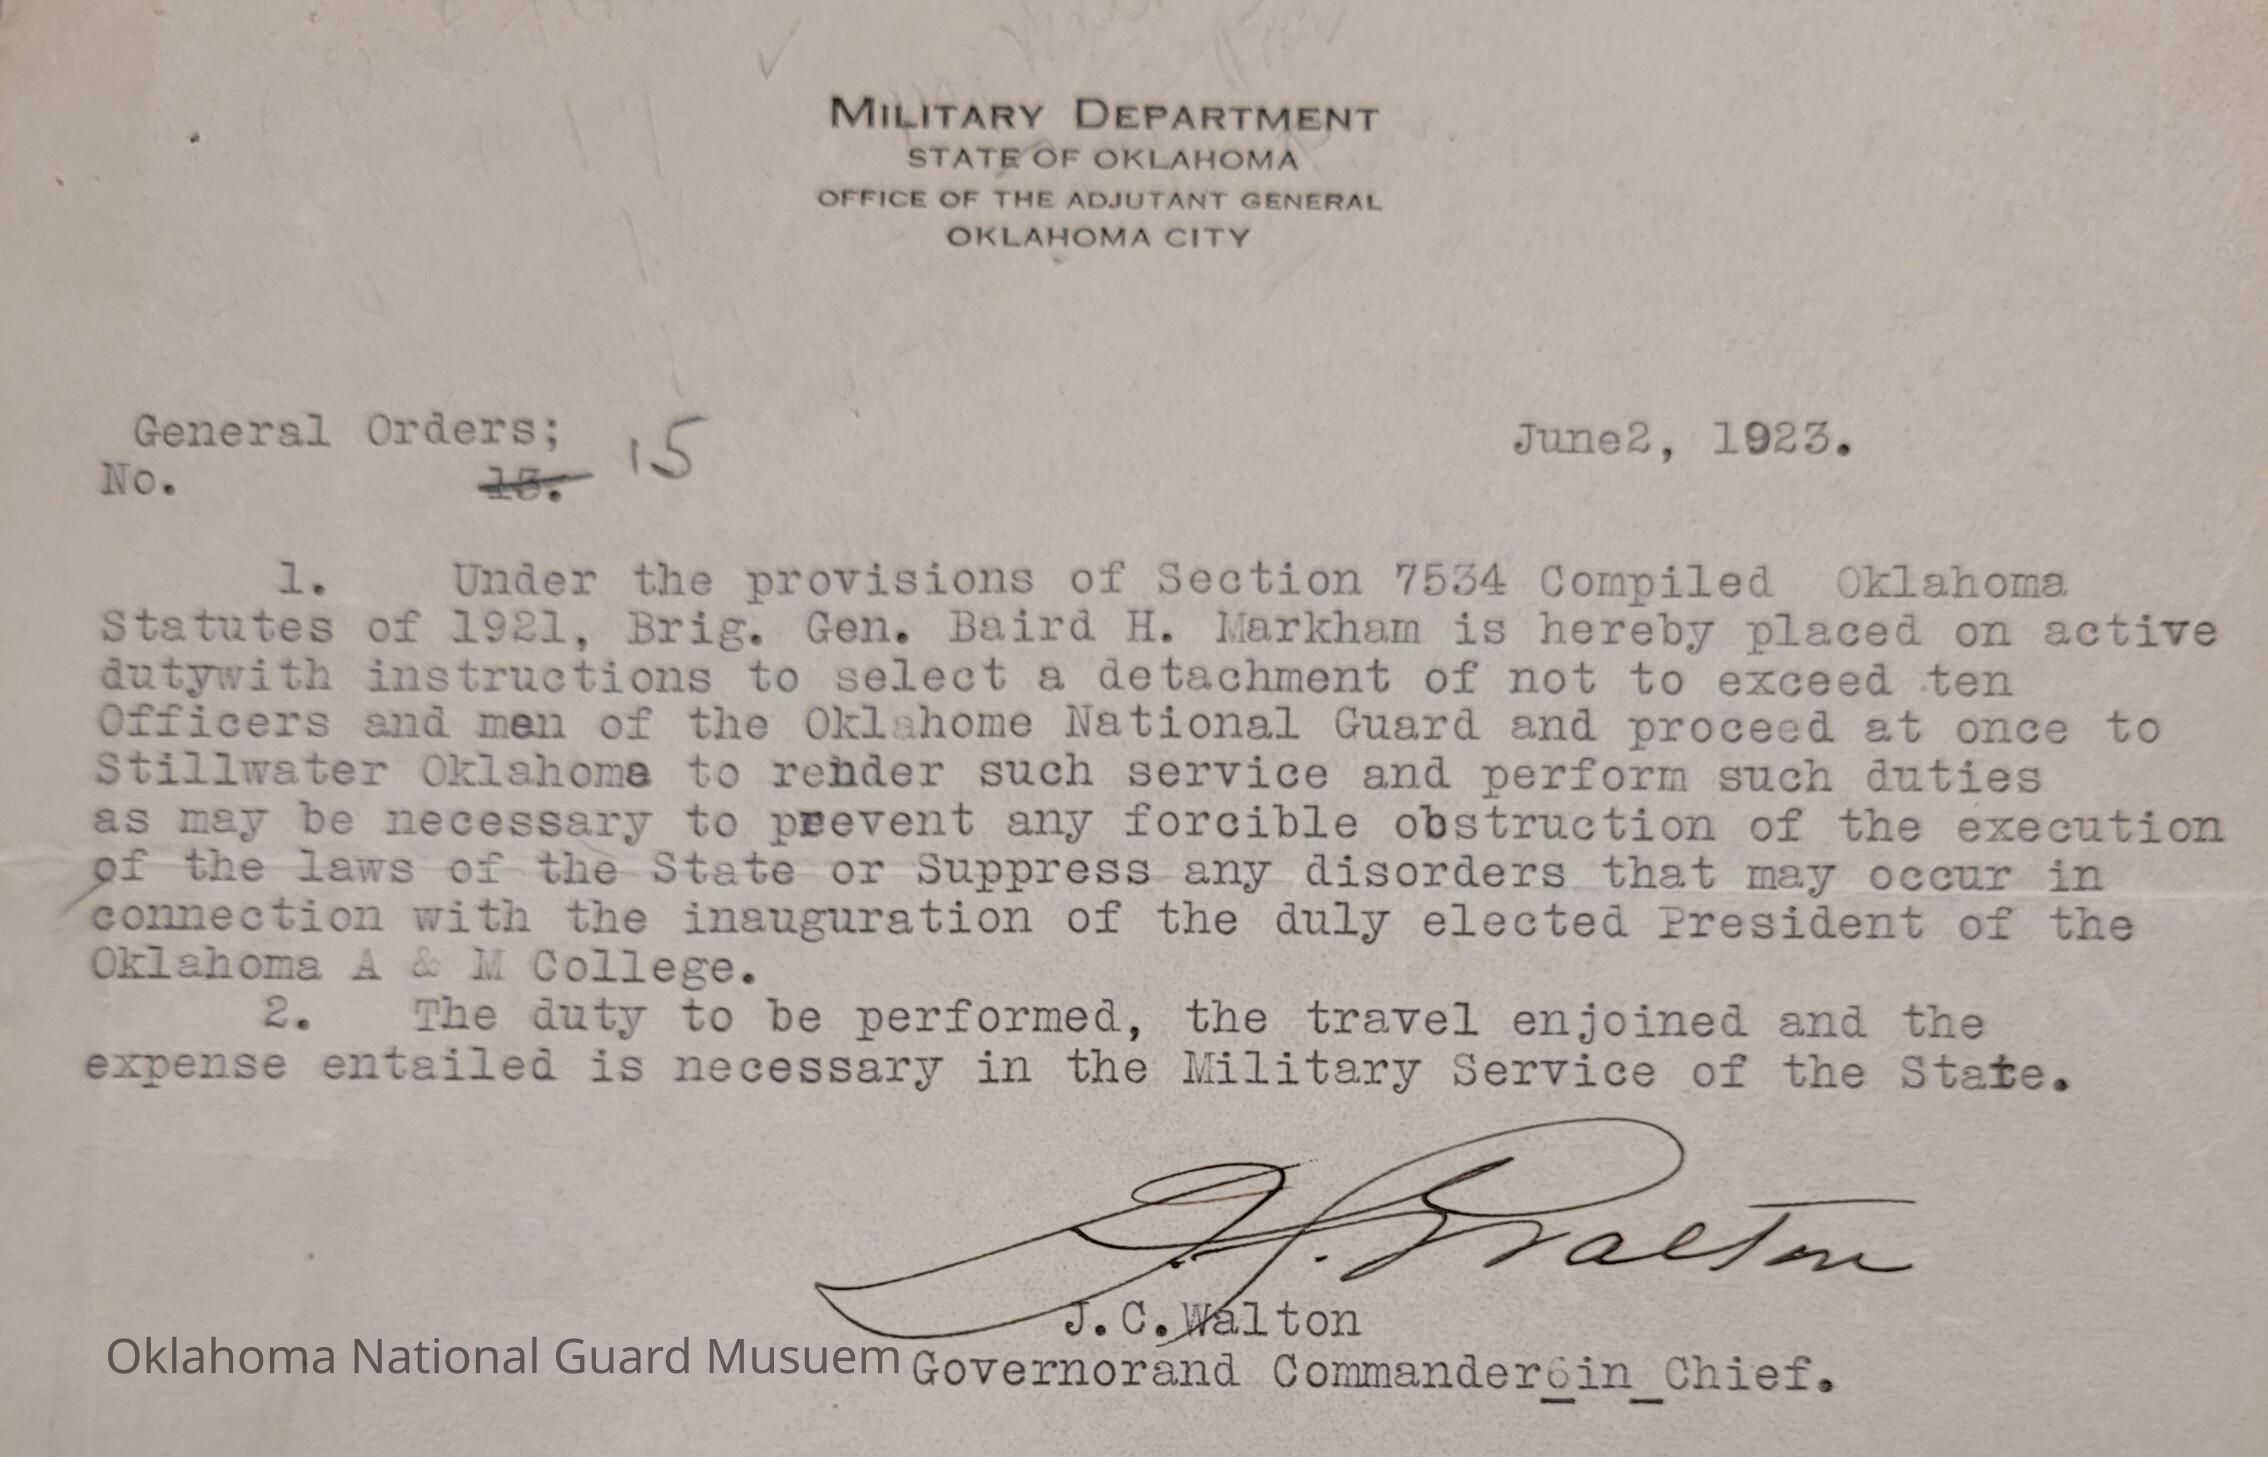 MILITARY DEPARTMENT
STATE OF OKLAHOMA
OFFICE OF THE ADJUTANT GENERAL
OKLAHOMA CITY
General Orders; 15 June2, 1923.
No. 13.
1. Under the provisions of Section 7534 Compiled Oklahoma
Statutes of 1921, Brig. Gen. Baird H. Markham is hereby placed on active
dutywith instructions to select a detachment of not to exceed ten
Officers and men of the Oklahome National Guard and proceed at once to
Stillwater Oklahoma to render such service and perform such duties
as may be necessary to prevent any forcible obstruction of the execution
of the laws of the State or Suppress any disorders that may occur in
connection with the inauguration of the duly elected President of the
Oklahoma A & M College.
2. The duty to be performed, the travel enjoined and the
expense entailed is necessary in the Military Service of the State.
J.C. Walton
J.C.Walton
Oklahoma National Guard Musuem
Governorand Commander6in_Chief.